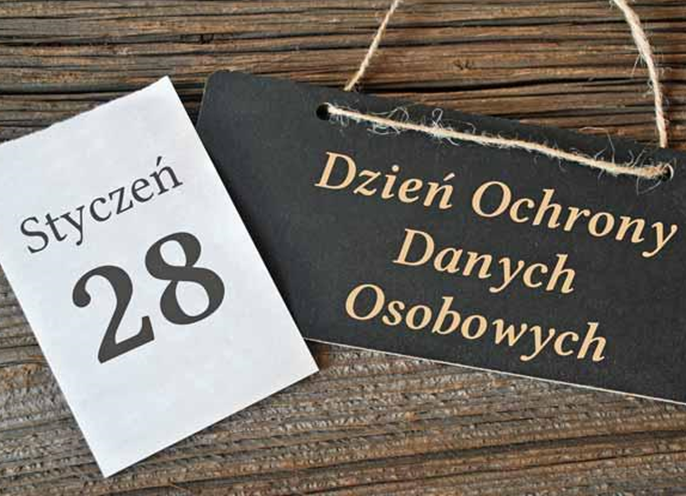 Styczeń
28
Dzień Ochrony
Danych
Osobowych